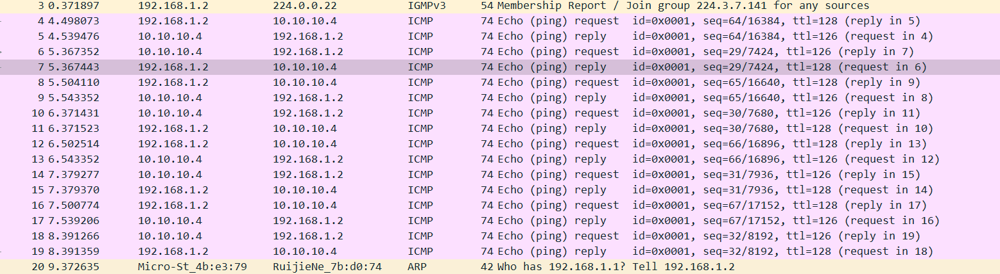 3 0.371897 192.168.1.3 224.0.0.22 IGMPv3 54 Membership Report / Join group 224.3.7.141 for any sources
4 4.498073 192.168.1.2 10.10.10.4 ICMP 74 Echo (ping) request id=0x0001, seq=64/16384, ttl=128 (reply in 5)
5 4.539476 10.10.10.4 192.168.1.2 ICMP 74 Echo (ping) reply id=0x0001, seq=64/16384, ttl=126 (request in 4)
6 5.367352 10.10.10.4 192.168.1.2 ICMP 74 Echo (ping) request id=0x0001, seq=29/7424, ttl=126 (reply in 7)
7 5.367443 192.168.1.2 10.10.10.4 ICMP 74 Echo (ping) reply id=0x0001, seq=29/7424, ttl=128 (request in 6)
8 5.504110 192.168.1.2 10.10.10.4 ICMP 74 Echo (ping) request id=0x0001, seq=65/16640, ttl=128 (reply in 9)
9 5.543352 10.10.10.4 192.168.1.2 ICMP 74 Echo (ping) reply id=0x0001, seq=65/16640, ttl=126 (request in 8)
10 6.371431 10.10.10.4 192.168.1.2 ICMP 74 Echo (ping) request id=0x0001, seq=30/7680, ttl=126 (reply in 11)
11 6.371523 192.168.1.2 10.10.10.4 ICMP 74 Echo (ping) reply id=0x0001, seq=30/7680, ttl=128 (request in 10)
12 6.502514 192.168.1.2 10.10.10.4 ICMP 74 Echo (ping) request id=0x0001, seq=66/16896, ttl=128 (reply in 13)
13 6.543352 10.10.10.4 192.168.1.2 ICMP 74 Echo (ping) reply id=0x0001, seq=66/16896, ttl=126 (request in 12)
14 7.379277 10.10.10.4 192.168.1.2 ICMP 74 Echo (ping) request id=0x0001, seq=31/7936, ttl=126 (reply in 15)
15 7.379370 192.168.1.2 10.10.10.4 ICMP 74 Echo (ping) reply id=0x0001, seq=31/7936, ttl=128 (request in 14)
16 7.500774 192.168.1.2 10.10.10.4 ICMP 74 Echo (ping) request id=0x0001, seq=67/17152, ttl=128 (reply in 17)
17 7.539206 10.10.10.4 192.168.1.2 ICMP 74 Echo (ping) reply id=0x0001, seq=67/17152, ttl=126 (request in 16)
18 8.391266 10.10.10.4 192.168.1.2 ICMP 74 Echo (ping) request id=0x0001, seq=32/8192, ttl=126 (reply in 19)
19 8.391359 192.168.1.2 10.10.10.4 ICMP 74 Echo (ping) reply id=0x0001, seq=32/8192, ttl=128 (request in 18)
20 9.372635 Micro-St_4b:e3:79 RuijieNe_7b:d0:74 ARP 42 Who has 192.168.1.1? Tell 192.168.1.2